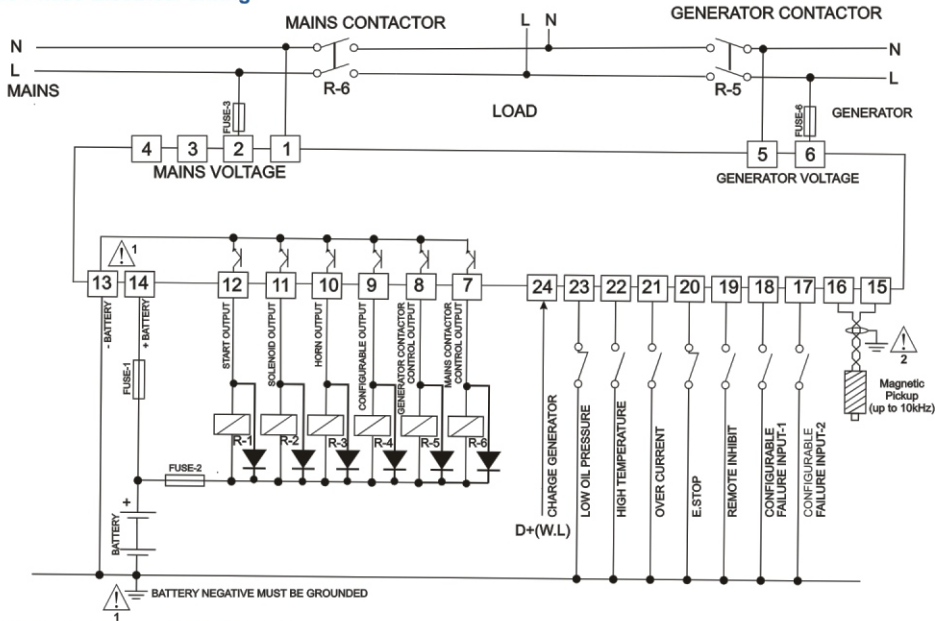 MAINS CONTACTOR
L N
GENERATOR CONTACTOR
N
L
MAINS
R-6
LOAD
R-5
N
L
GENERATOR
FUSE-3
FUSE-6
4 3 2 1
MAINS VOLTAGE
5 6
GENERATOR VOLTAGE
1
13 14 12 11 10 9 8 7 24 23 22 21 20 19 18 17 16 15
- BATTERY
+ BATTERY
START OUTPUT
SOLENOID OUTPUT
HORN OUTPUT
CONFIGURABLE OUTPUT
GENERATOR CONTACTOR
CONTROL OUTPUT
MAINS CONTACTOR
CONTROL OUTPUT
FUSE-1
R-1 R-2 R-3 R-4 R-5 R-6
FUSE-2
+
BATTERY
CHARGE GENERATOR
D+(W.L)
LOW OIL PRESSURE
HIGH TEMPERATURE
OVER CURRENT
E.STOP
REMOTE INHIBIT
CONFIGURABLE
FAILURE INPUT-1
CONFIGURABLE
FAILURE INPUT-2
2
Magnetic
Pickup
(up to 10kHz)
1
BATTERY NEGATIVE MUST BE GROUNDED